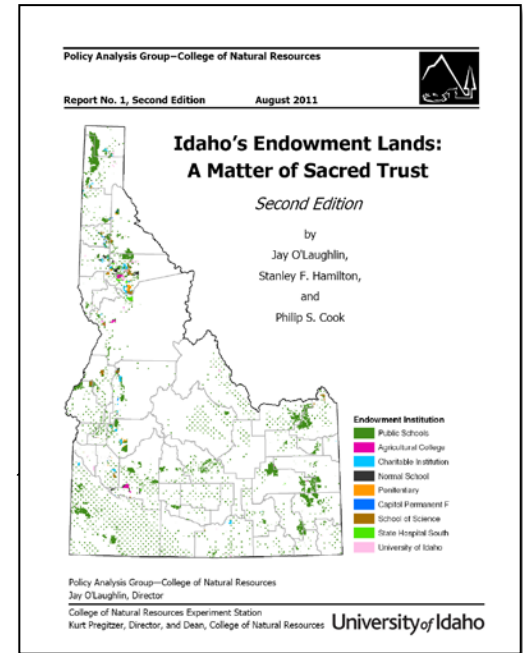 Policy Analysis Group–College of Natural Resources
Report No. 1, Second Edition August 2011
Idaho's Endowment Lands:
A Matter of Sacred Trust
Second Edition
by
Jay O'Laughlin,
Stanley F. Hamilton,
and
Philip S. Cook
Endowment Institution
Public Schools
Agricultural College
Charitable Institution
Normal School
Penitentiary
Capitol Permanent F
School of Science
State Hospital South
University of Idaho
Policy Analysis Group—College of Natural Resources
Jay O'Laughlin, Director
College of Natural Resources Experiment Station
Kurt Pregitzer, Director, and Dean, College of Natural Resources
University of Idaho